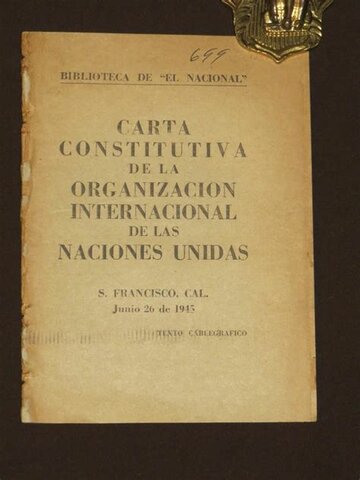 699
BIBLIOTECA DE "EL NACIONAL"
CARTA
CONSTITUTIVA
DE LA
ORGANIZACION
INTERNACIONAL
DE LAS
NACIONES UNIDAS
S. FRANCISCO, CAL.
Junio 26 de 1945
TEXTO CABLEGRAFICO